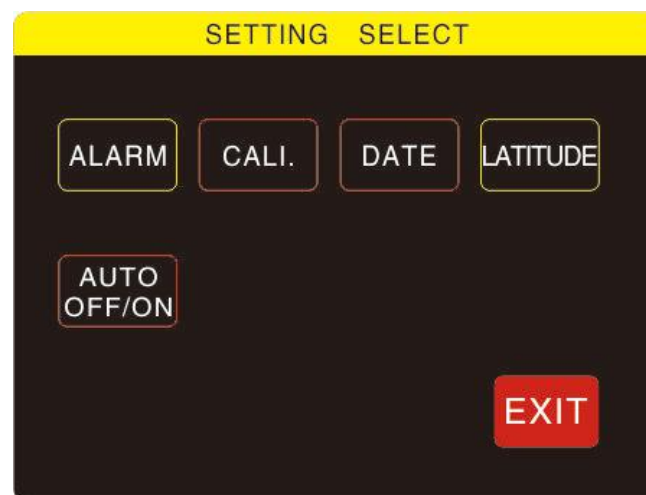 SETTING SELECT
ALARM
CALI.
DATE
LATITUDE
AUTO
OFF/ON
EXIT